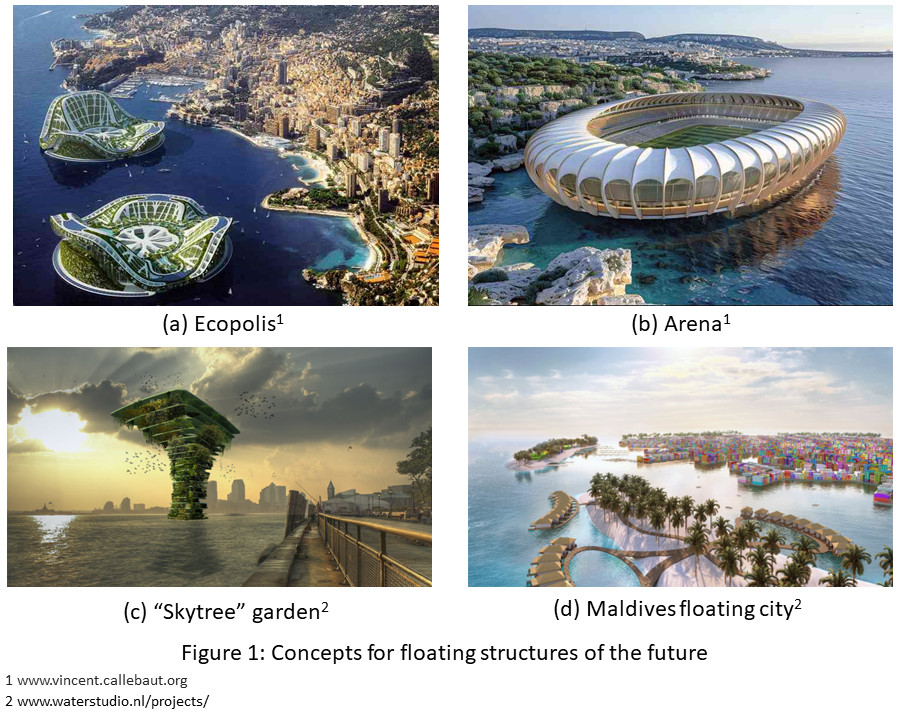 (a) Ecopolis1
(b) Arena1
(c) “Skytree” garden2
(d) Maldives floating city2
Figure 1: Concepts for floating structures of the future
1 www.vincent.callebaut.org
2 www.waterstudio.nl/projects/